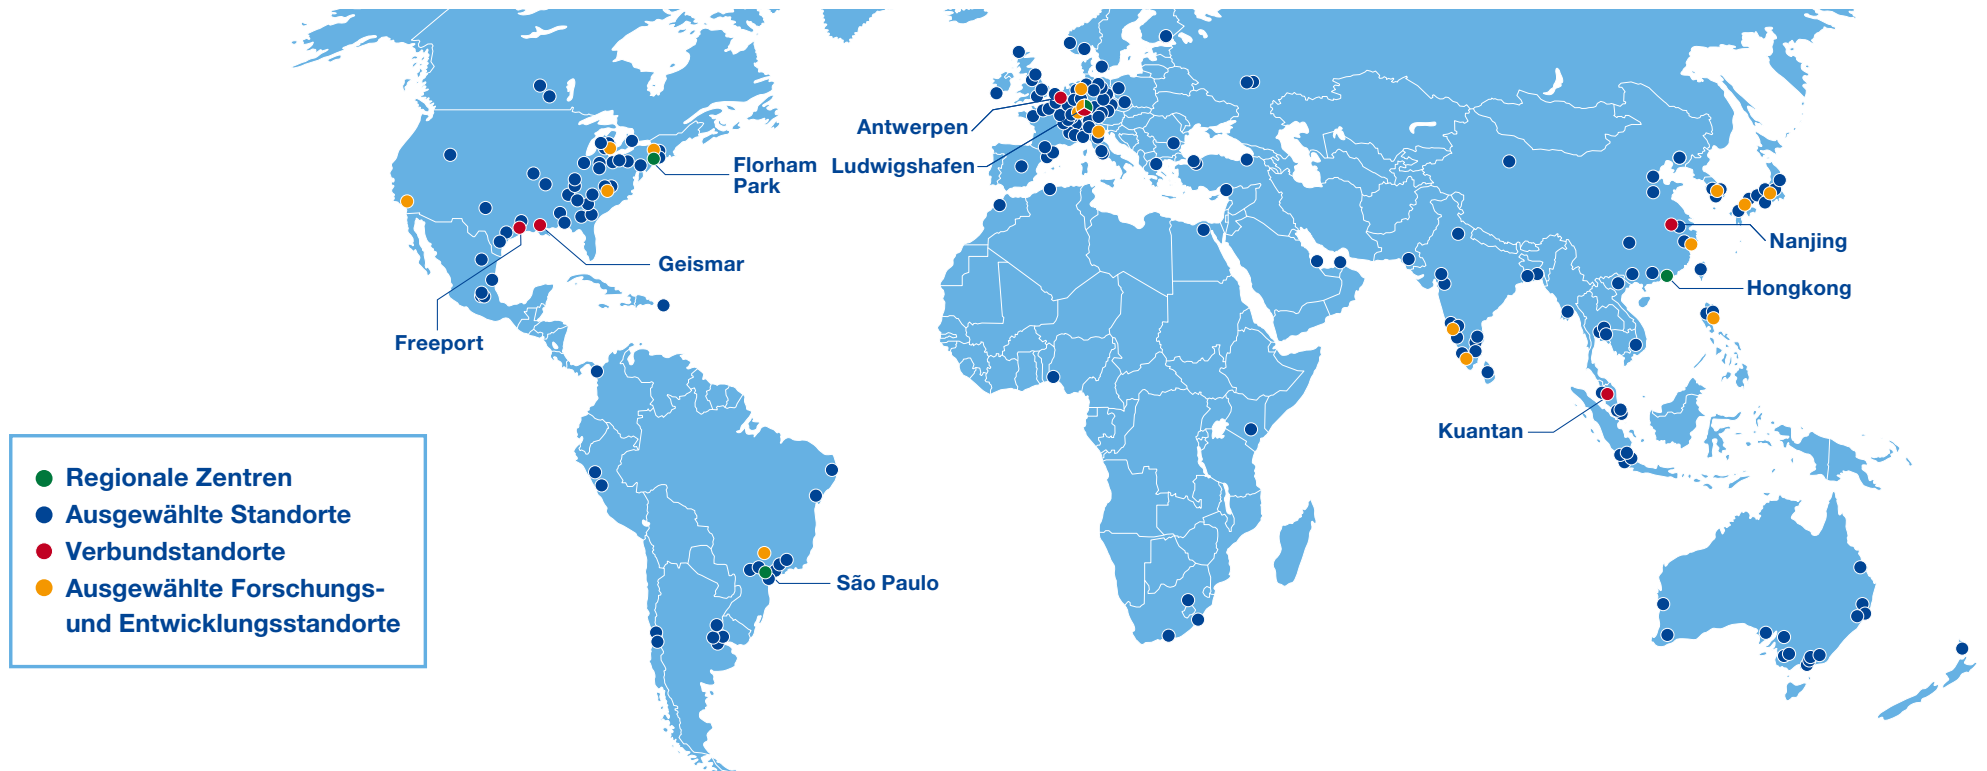 Antwerpen
Ludwigshafen
Florham
Park
Geismar
Freeport
Nanjing
Hongkong
Kuantan
São Paulo
Regionale Zentren
Ausgewählte Standorte
Verbundstandorte
Ausgewählte Forschungs-
und Entwicklungsstandorte